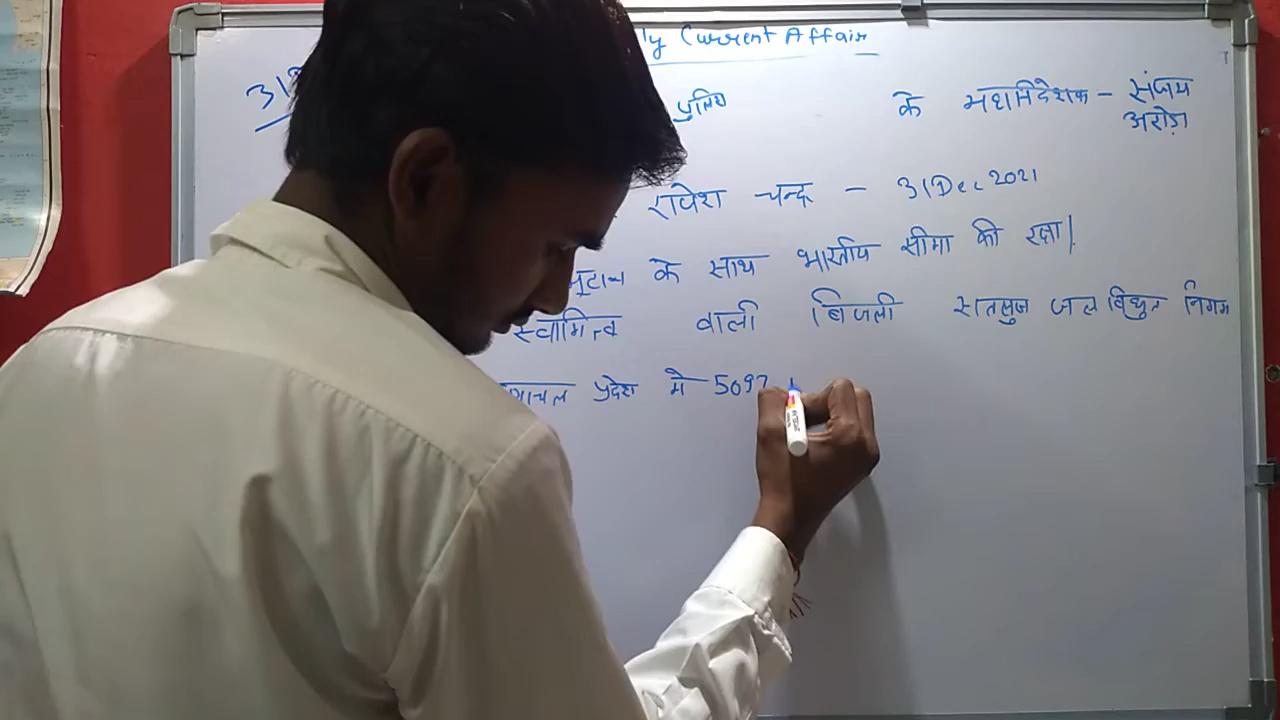 ly Current Affair
31
पुलिस के महानिदेशक - संजय
अरोड़ा
राकेश चन्द्र - 31 Dec 2021
भूटान के साथ भारतीय सीमा की रक्षा।
स्वामित्व वाली बिजली सतलुज जल विधुत निगम
णाचल प्रदेश मे 5097